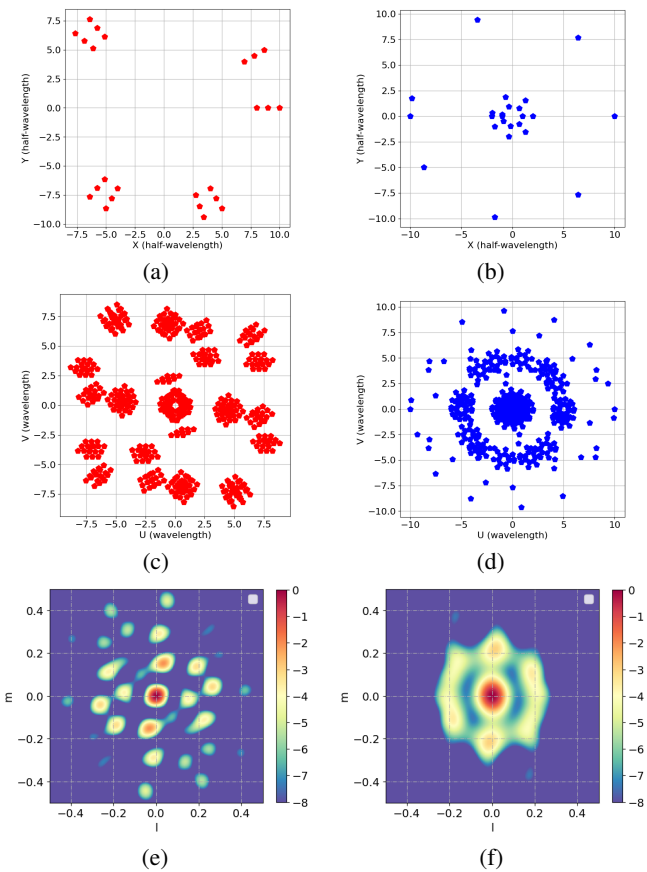 10.0
7.5
5.0
2.5
0.0
−2.5
−5.0
−7.5
−10.0
Y (half-wavelength)
−7.5 −5.0 −2.5 0.0 2.5 5.0 7.5 10.0
X (half-wavelength)
(a)
10.0
7.5
5.0
2.5
0.0
−2.5
−5.0
−7.5
−10.0
Y (half-wavelength)
−10 −5 0 5 10
X (half-wavelength)
(b)
7.5
5.0
2.5
0.0
−2.5
−5.0
−7.5
V (wavelength)
−7.5 −5.0 −2.5 0.0 2.5 5.0 7.5
U (wavelength)
(c)
10.0
7.5
5.0
2.5
0.0
−2.5
−5.0
−7.5
−10.0
V (wavelength)
−10 −5 0 5 10
U (wavelength)
(d)
0.4
0.2
0.0
−0.2
−0.4
m
−0.4 −0.2 0.0 0.2 0.4
l
0
−1
−2
−3
−4
−5
−6
−7
−8
(e)
0.4
0.2
0.0
−0.2
−0.4
m
−0.4 −0.2 0.0 0.2 0.4
l
0
−1
−2
−3
−4
−5
−6
−7
−8
(f)